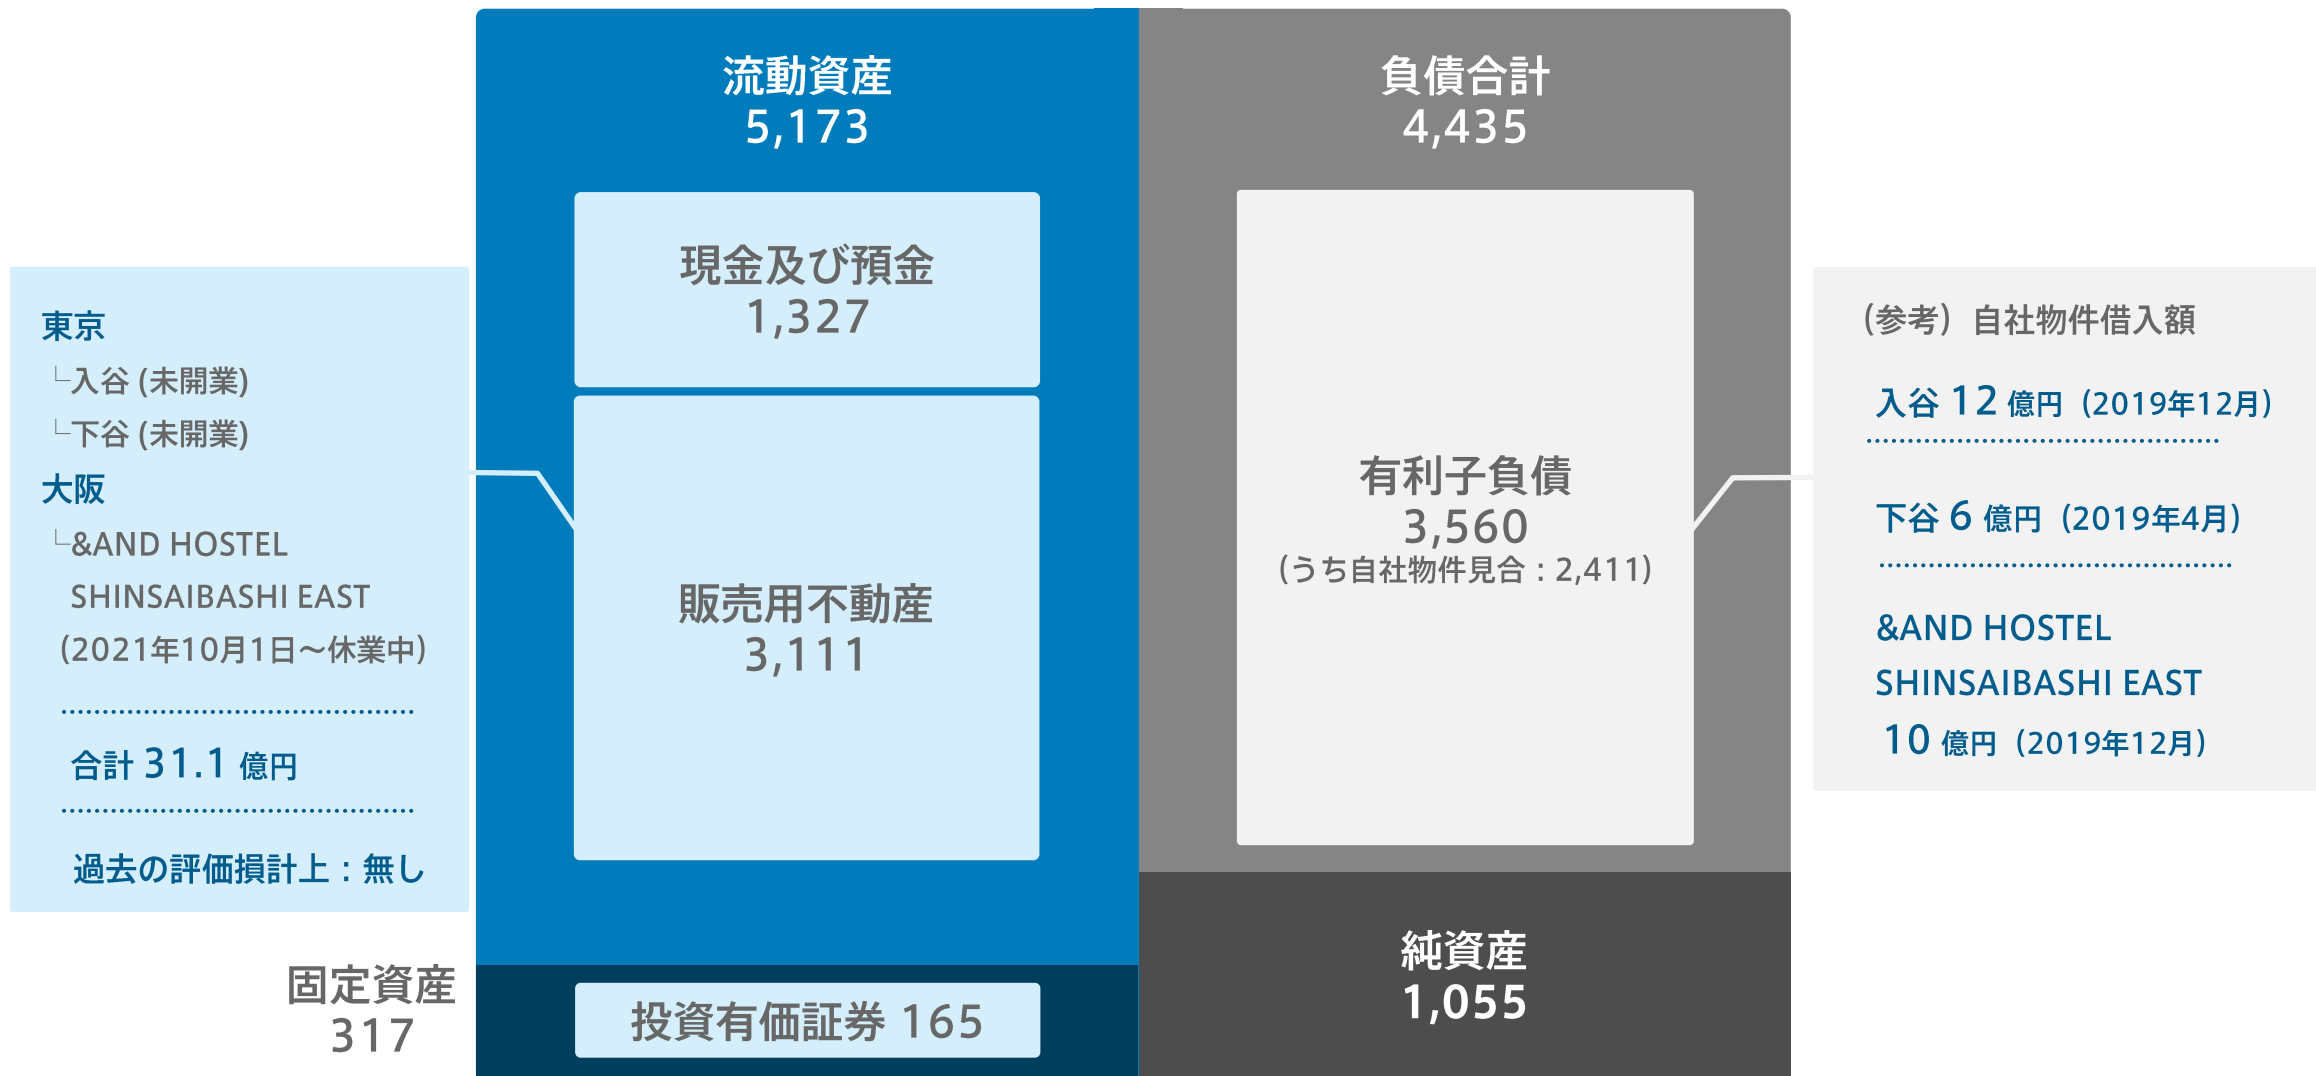 東京
└入谷 (未開業)
└下谷 (未開業)
大阪
└&AND HOSTEL
SHINSAIBASHI EAST
（2021年10月1日～休業中）
合計 31.1 億円
過去の評価損計上：無し
流動資産
5,173
現金及び預金
1,327
販売用不動産
3,111
固定資産
317
投資有価証券 165
負債合計
4,435
有利子負債
3,560
（うち自社物件見合：2,411）
純資産
1,055
（参考）自社物件借入額
入谷 12 億円（2019年12月）
下谷 6 億円（2019年4月）
&AND HOSTEL
SHINSAIBASHI EAST
10 億円（2019年12月）